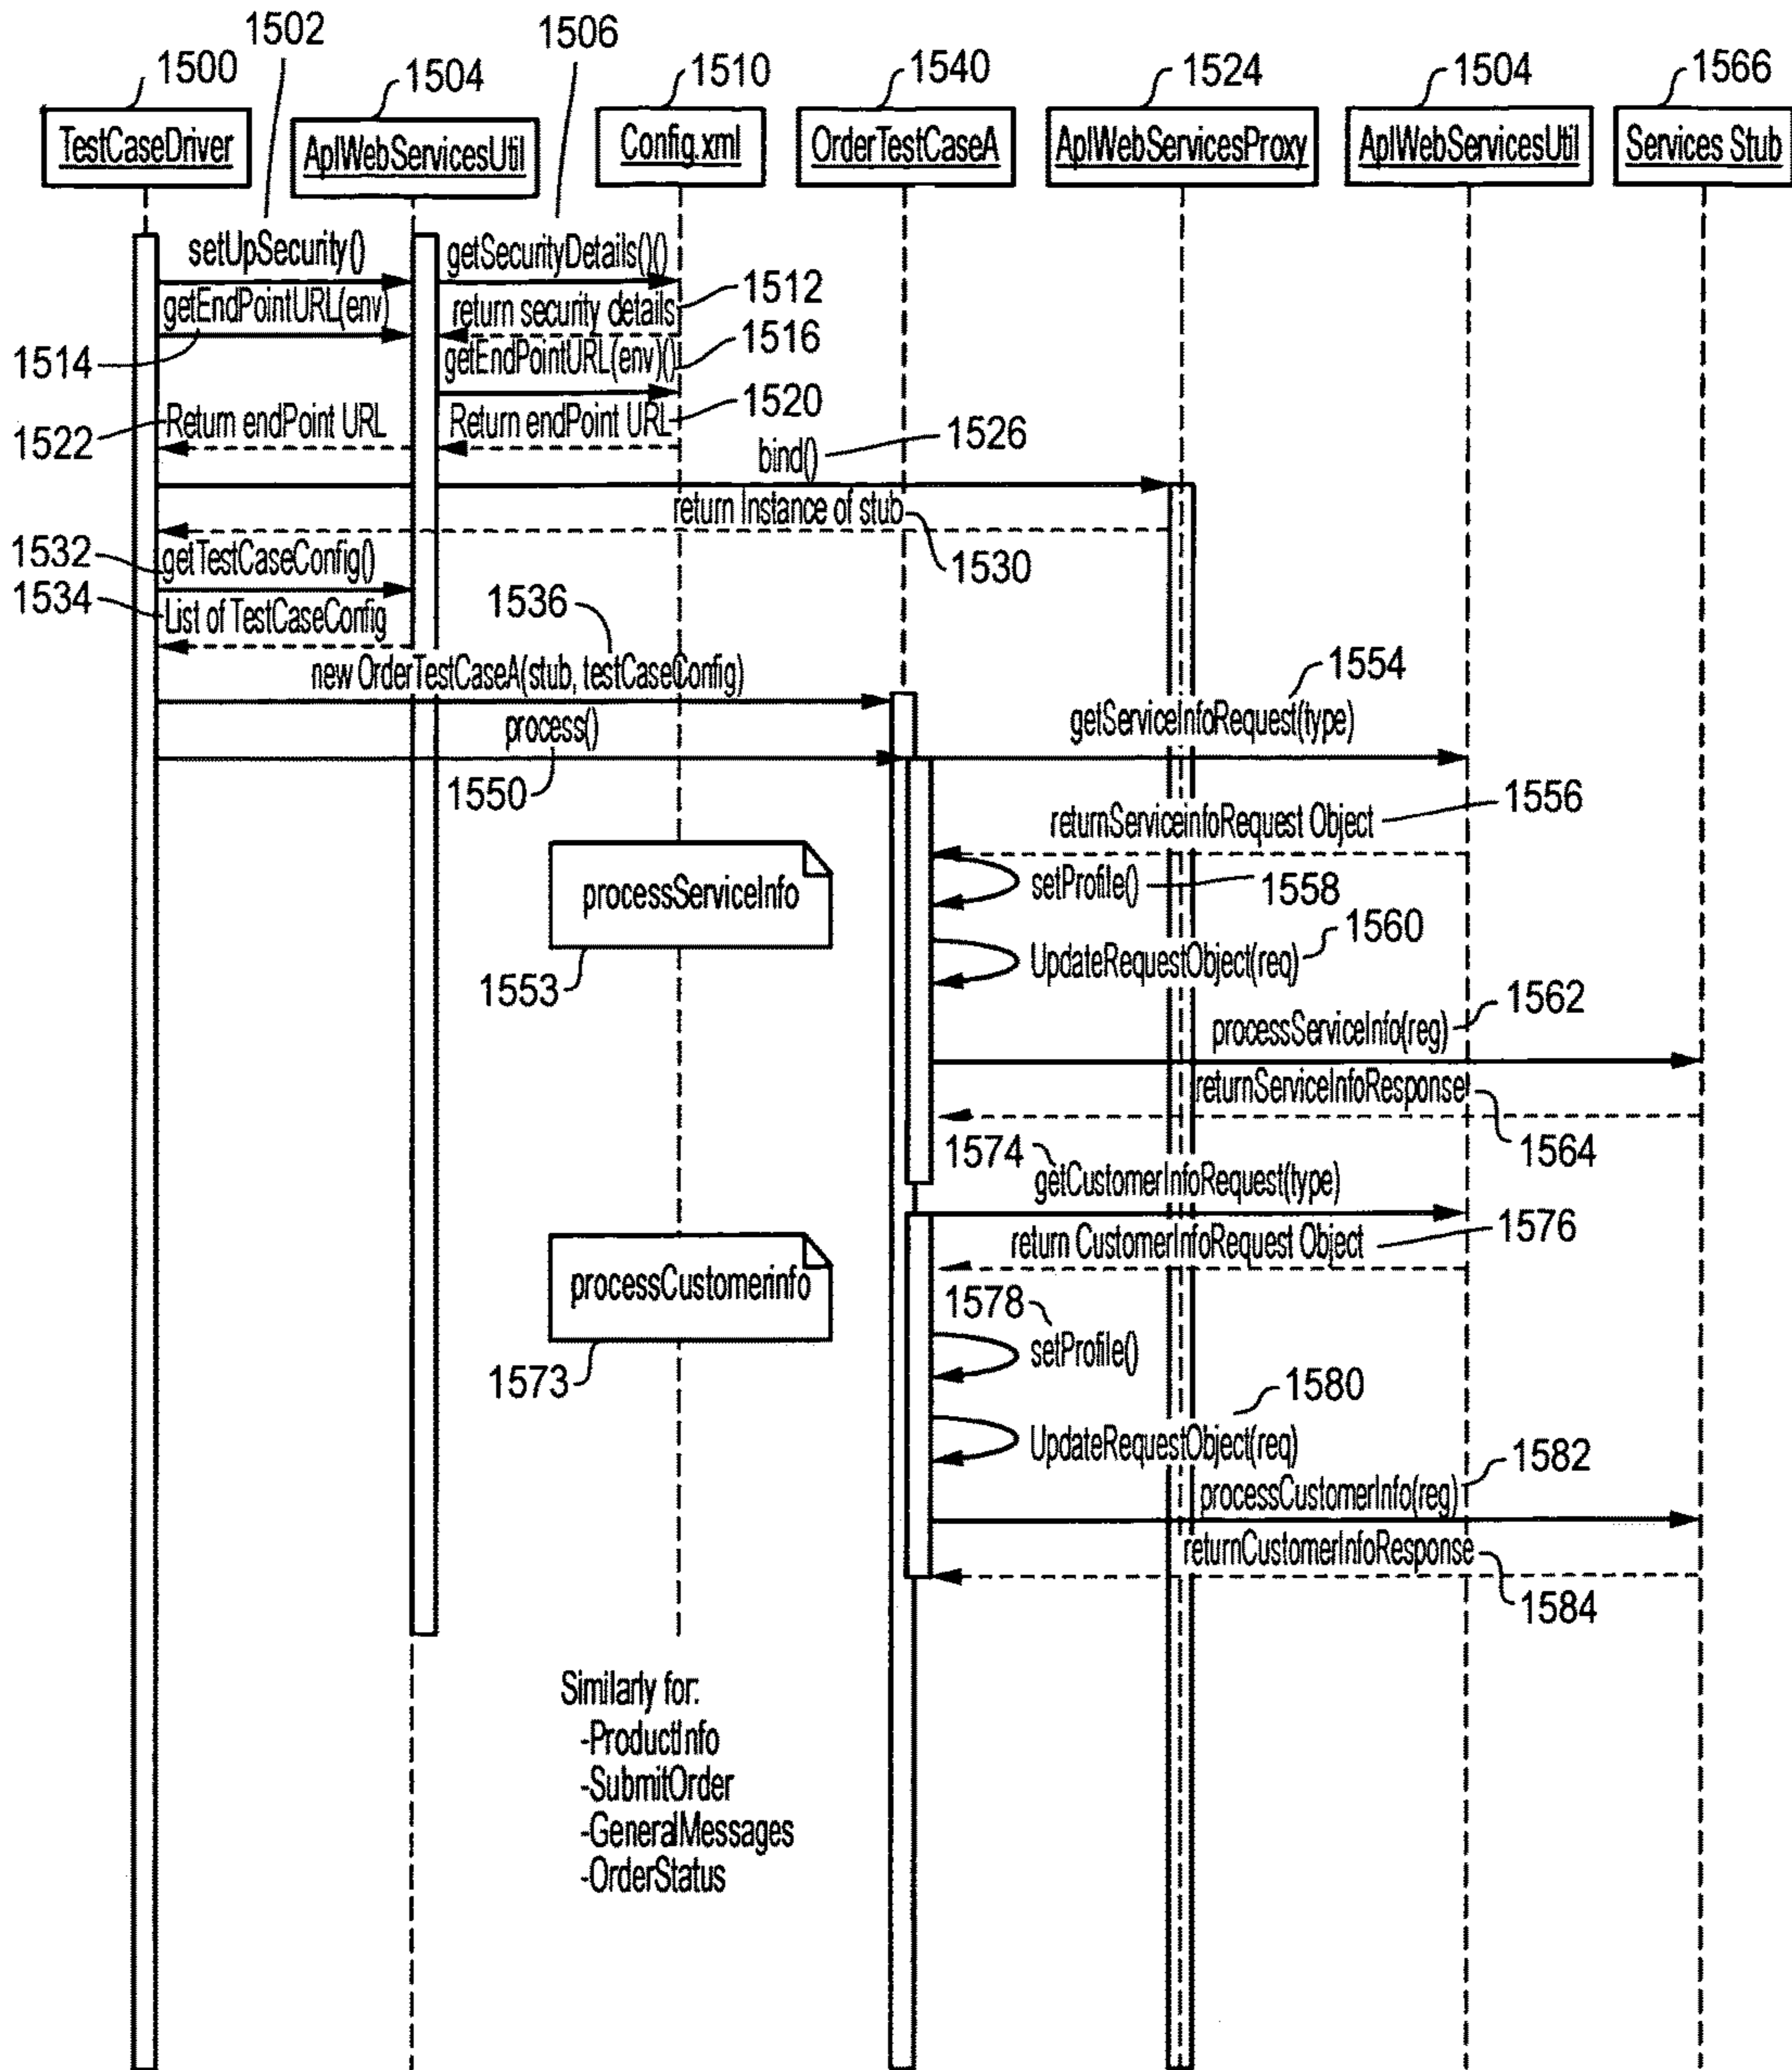 1502
1506
1500
1504
1510
1540
1524
1504
1566
TestCaseDriver
AplWebServicesUtil
Config.xml
OrderTestCaseA
AplWebServicesProxy
AplWebServicesUtil
Services Stub
setUpSecurity()
getSecurityDetails()()
1512
getEndPointURL(env)
return security details
1516
1514
getEndPointURL(env)()
1520
1522
Return endPoint URL
Return endPoint URL
1526
bind()
return Instance of stub
1532
getTestCaseConfig()
1530
1534
List of TestCaseConfig
1536
new OrderTestCaseA(stub, testCaseConfig)
1554
process()
getServiceInfoRequest(type)
1550
1556
returnServiceinfoRequest Object
processServiceInfo
setProfile()
1558
1560
UpdateRequestObject(req)
1553
1562
processServiceInfo(reg)
returnServiceInfoResponse
1574
1564
getCustomerInfoRequest(type)
1576
return CustomerInfoRequest Object
processCustomerinfo
1578
setProfile()
1573
1580
UpdateRequestObject(req)
1582
processCustomerInfo(reg)
returnCustomerInfoResponse
1584
Similarly for:
-ProductInfo
-SubmitOrder
-GeneralMessages
-OrderStatus